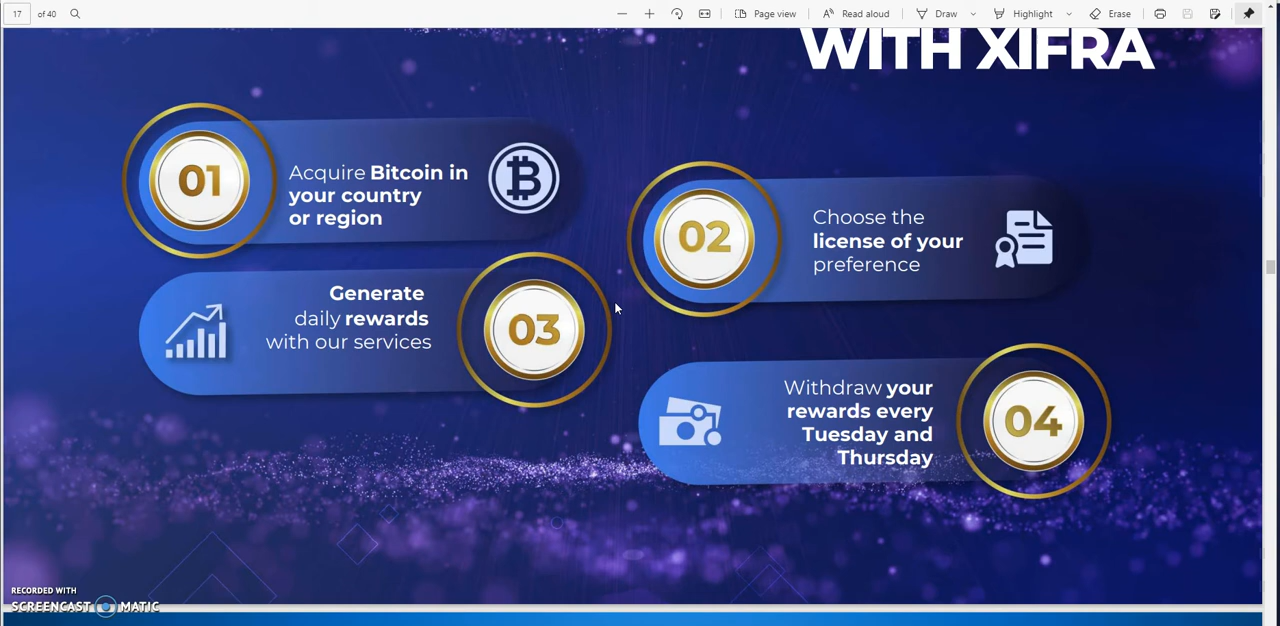 17 of 40
Page view
Read aloud
Draw
Highlight
Erase
WITH XIFRA
01
Acquire Bitcoin in
your country
or region
02
Choose the
license of your
preference
Generate
daily rewards
with our services
03
Withdraw your
rewards every
Tuesday and
Thursday
04
RECORDED WITH
SCREENCAST MATIC